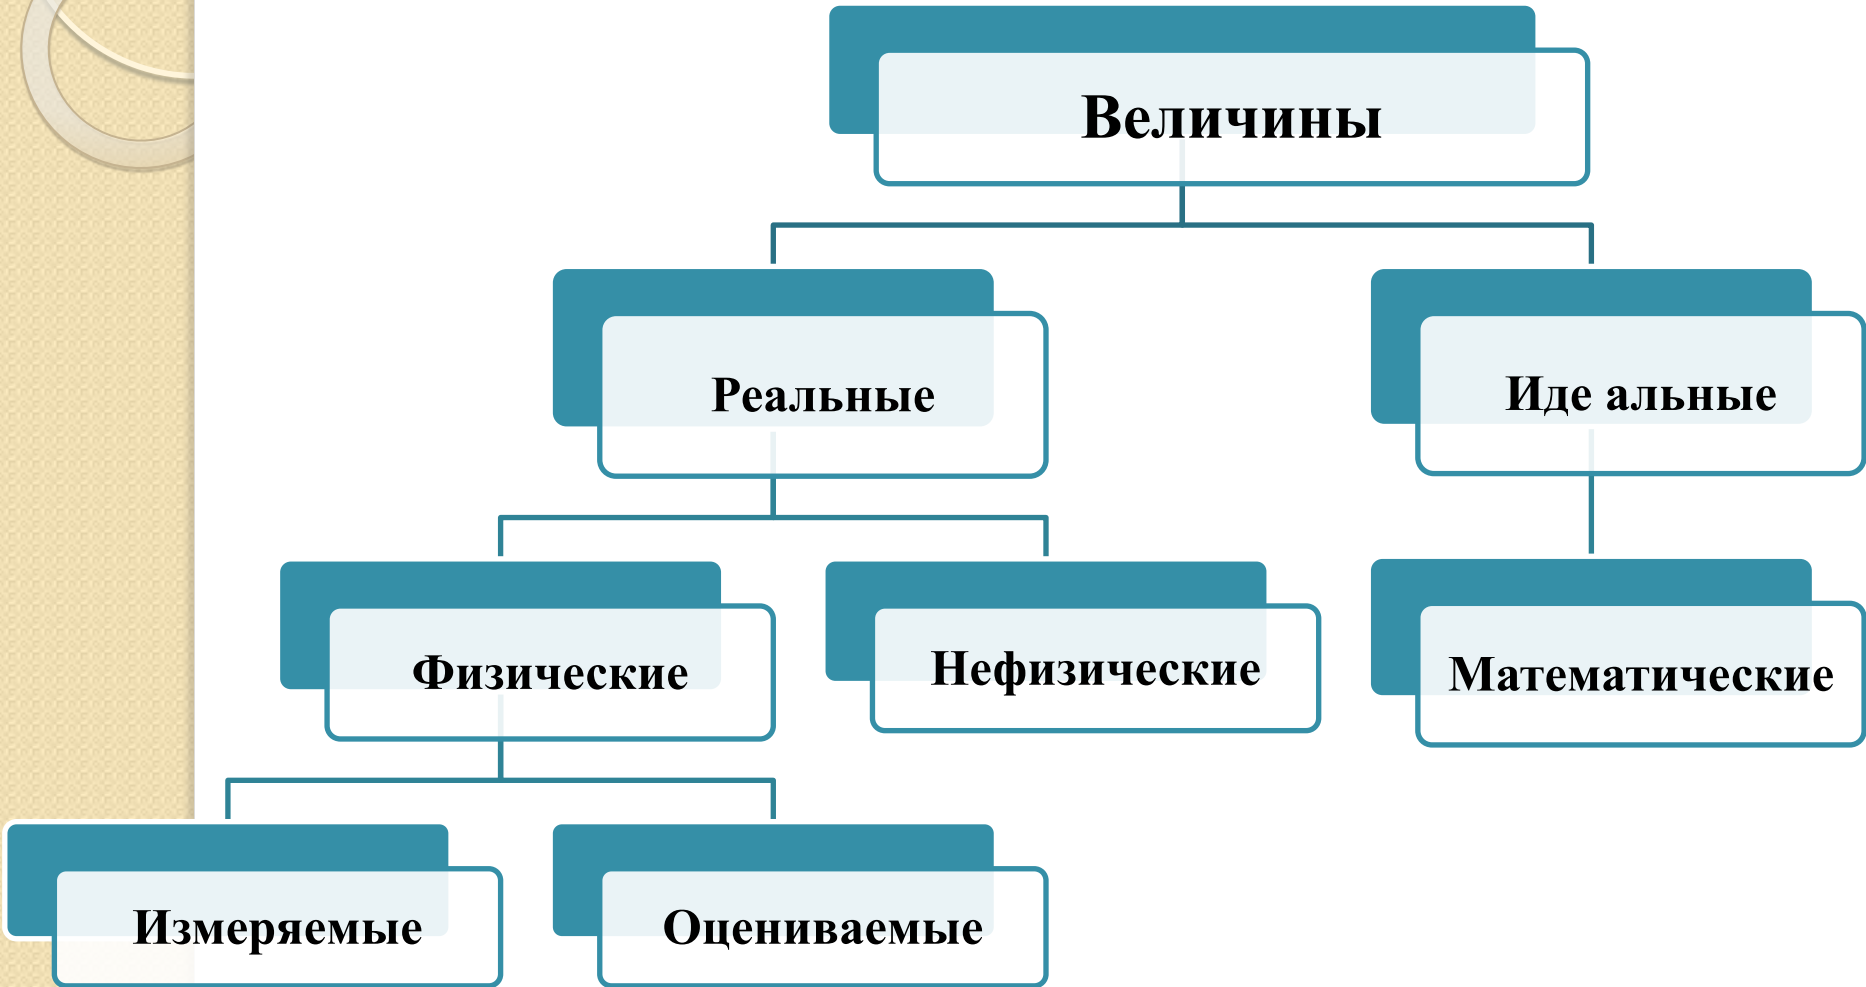 Величины
Реальные
Иде альные
Физические
Нефизические
Математические
Измеряемые
Оцениваемые